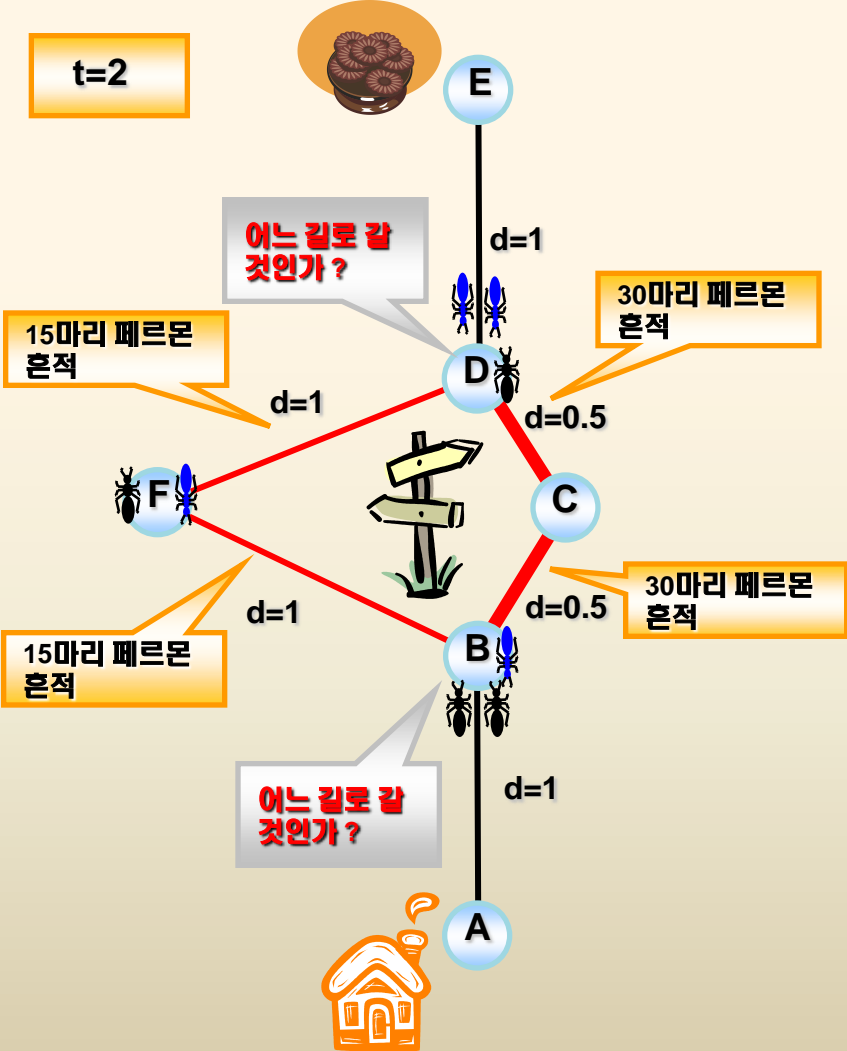 t=2
E
어느 길로 갈
것인가 ?
d=1
30마리 페르몬
흔적
15마리 페르몬
흔적
D
d=1
d=0.5
F
C
d=1
d=0.5
30마리 페르몬
흔적
15마리 페르몬
흔적
B
어느 길로 갈
것인가 ?
d=1
A